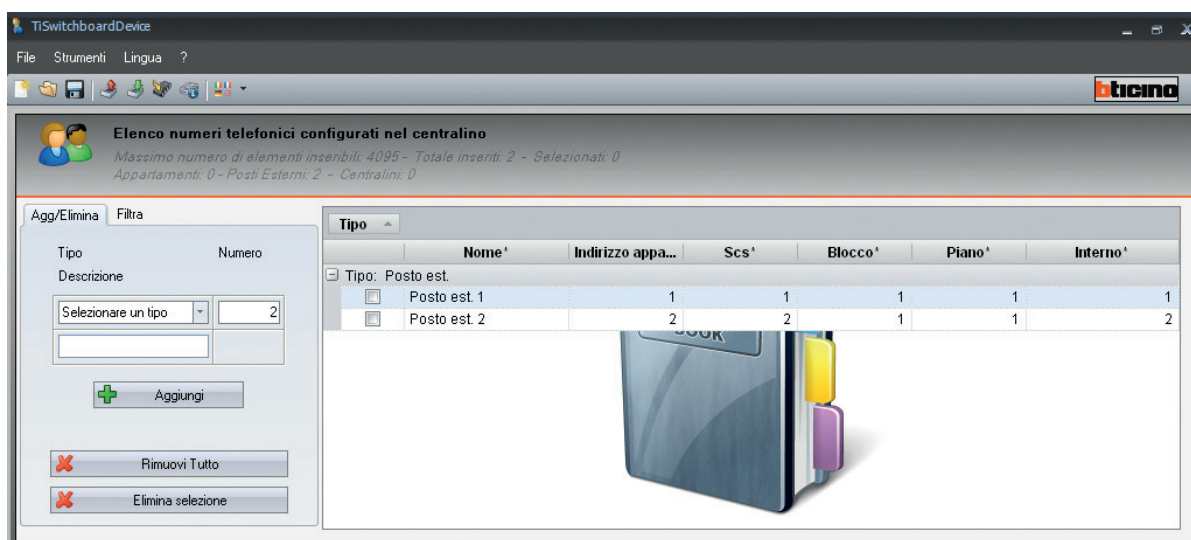 TiSwitchboardDevice
File Strumenti Lingua ?
bticino
Elenco numeri telefonici configurati nel centralino
Massimo numero di elementi inseribili: 4095 - Totale inseriti: 2 - Selezionati: 0
Appartamenti: 0 - Posti Esterni: 2 - Centralini: 0
Agg/Elimina Filtra
Tipo
Tipo Numero
Descrizione
Selezionare un tipo 2
Aggiungi
Rimuovi Tutto
Elimina selezione
Nome* Indirizzo appa... Scs* Blocco* Piano* Interno*
Tipo: Posto est.
Posto est. 1 1 1 1 1 1
Posto est. 2 2 2 1 1 2
BOOK